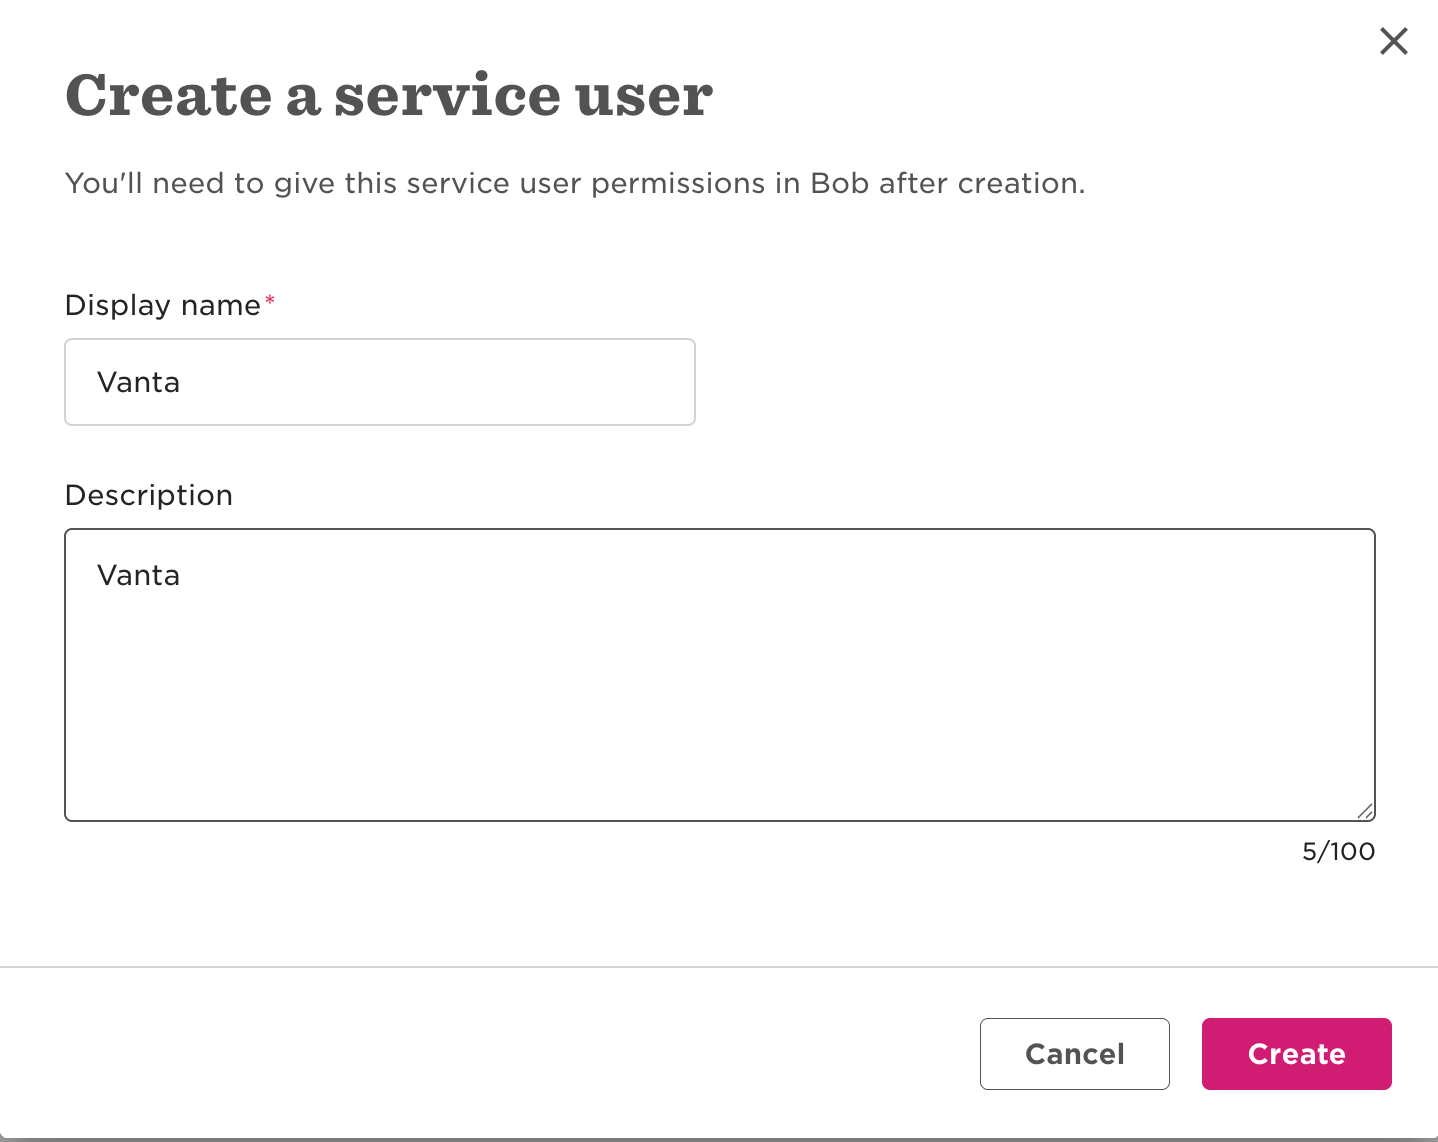 Create a service user
You'll need to give this service user permissions in Bob after creation.
Display name*
Vanta
Description
Vanta
5/100
Cancel
Create